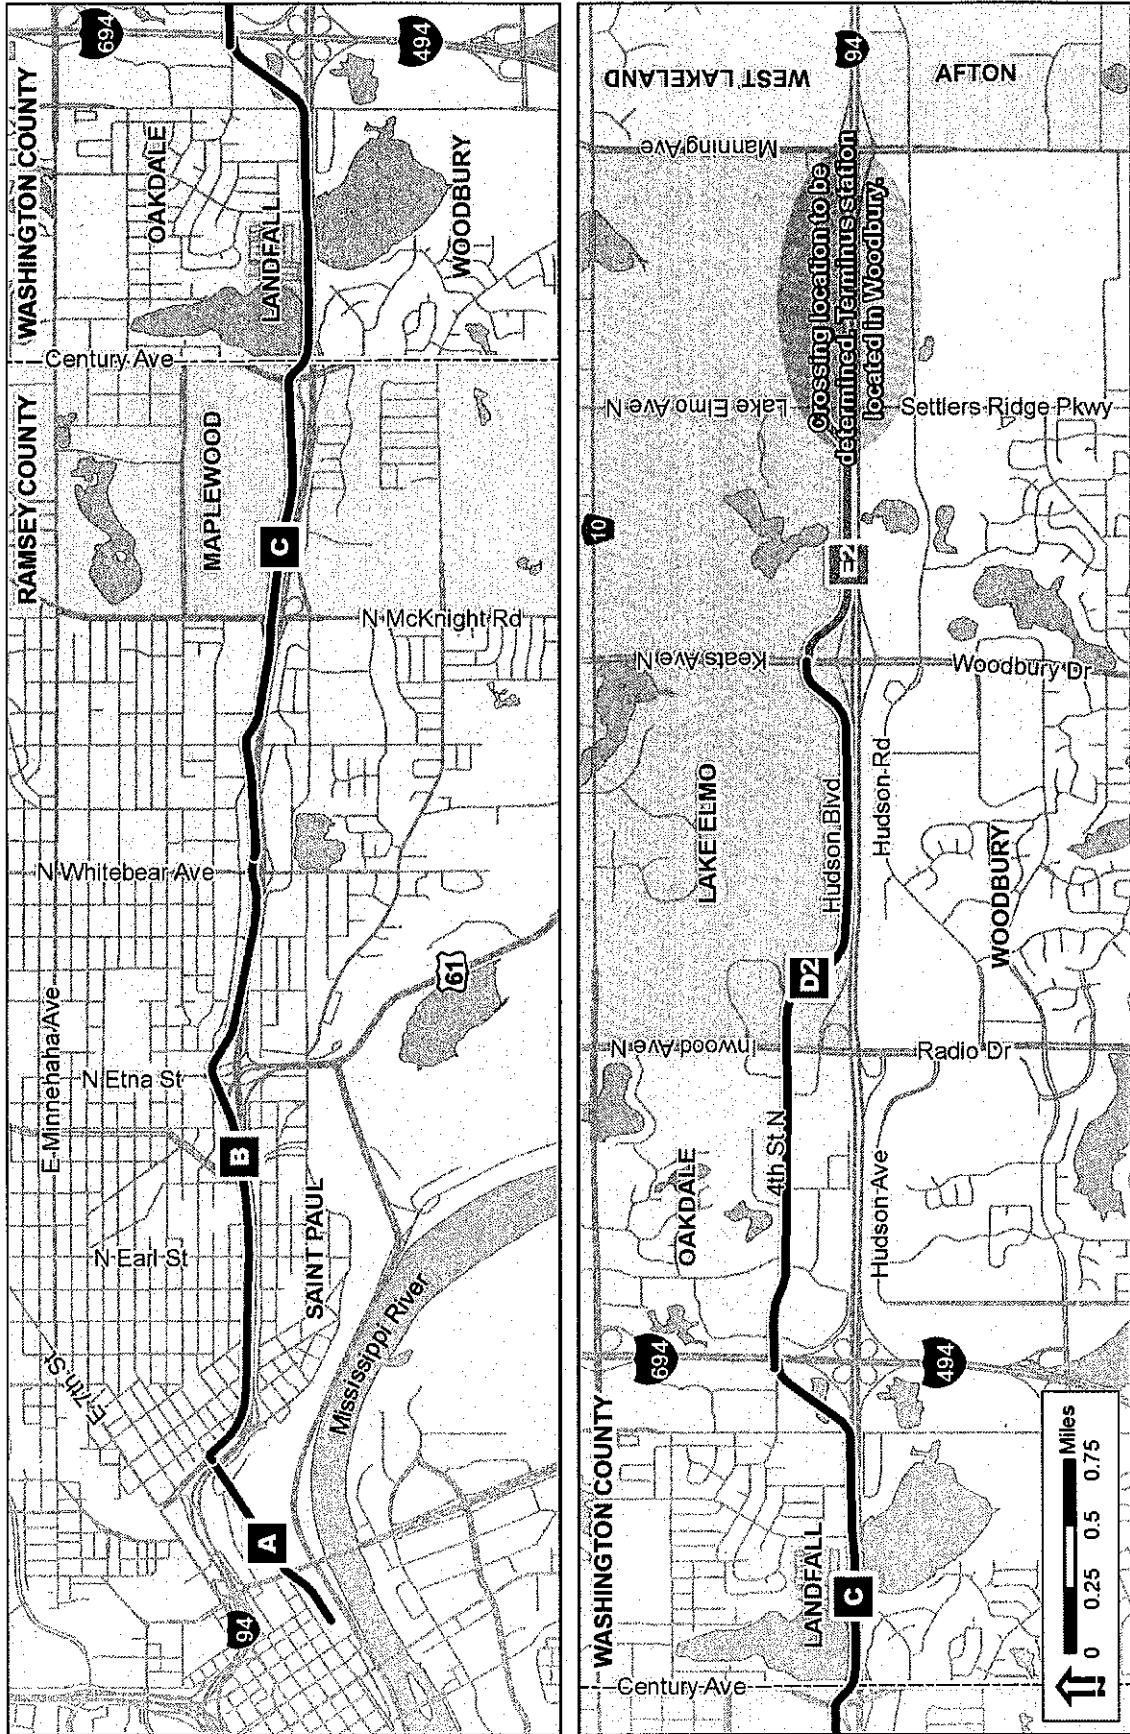 RAMSEY COUNTY
WASHINGTON COUNTY
694
494
OAKDALE
LANDFALL
WOODBURY
Century Ave
MAPLEWOOD
C
N McKnight Rd
N Whitebear Ave
E Minnehaha Ave
N Etna St
61
B
N Earl St
SAINT PAUL
E 7th St
Mississippi River
A
94
WASHINGTON COUNTY
WEST LAKELAND
94
AFTON
Manning Ave
Crossing location to be
determined. Terminus station
located in Woodbury.
Lake Elmo Ave N
Settlers Ridge Pkwy
10
E2
Keats Ave N
Woodbury Dr
LAKE ELMO
Hudson Blvd
Hudson Rd
WOODBURY
D2
Inwood Ave N
Radio Dr
4th St N
OAKDALE
Hudson Ave
694
494
LANDFALL
C
Century Ave
N
0 0.25 0.5 0.75
Miles